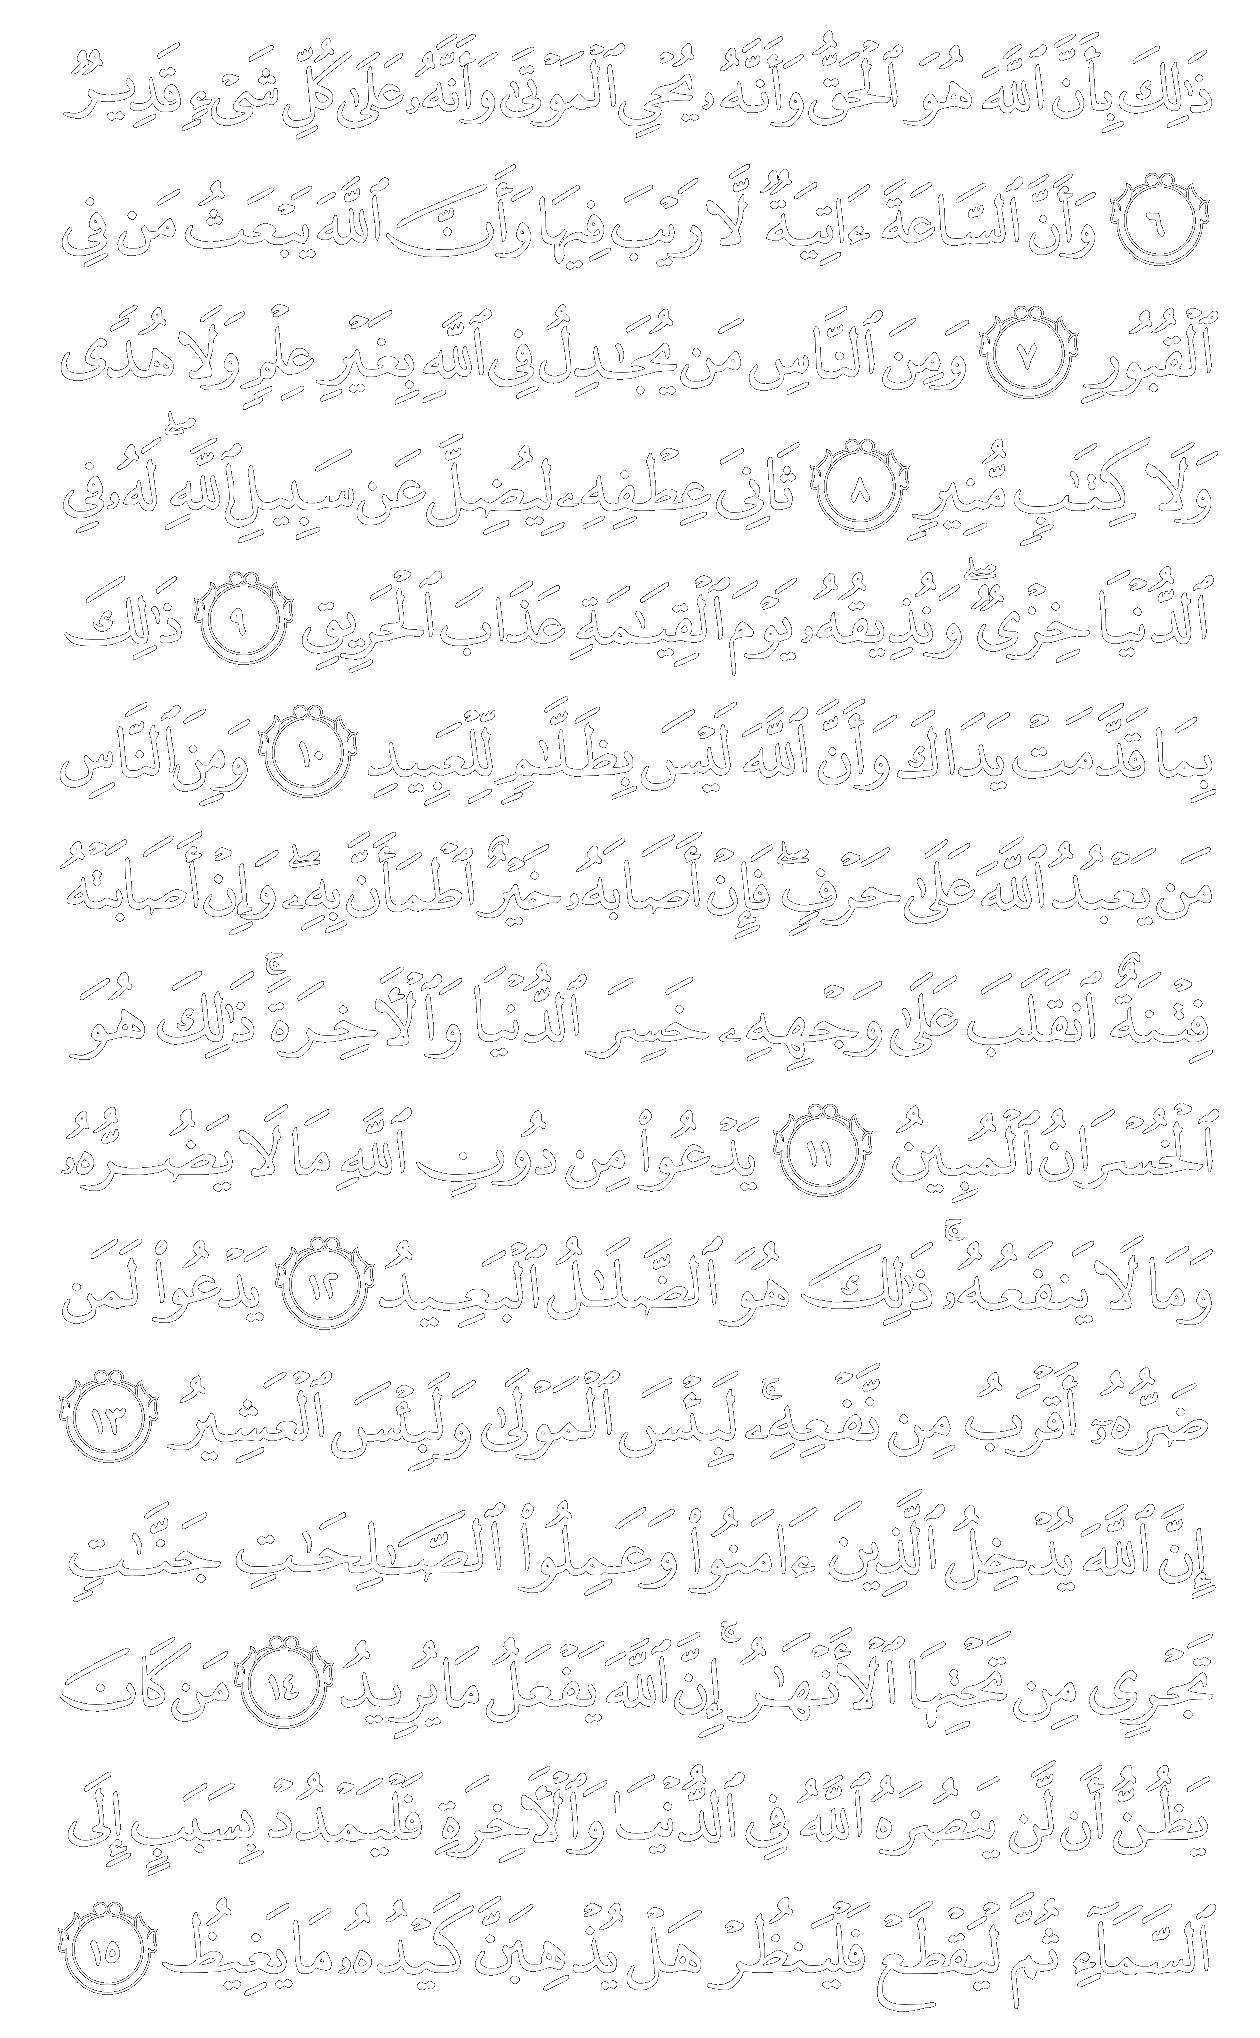 ذَٰلِكَ بِأَنَّ ٱللَّهَ هُوَ ٱلْحَقُّ وَأَنَّهُۥ يُحْىِ ٱلْمَوْتَىٰ وَأَنَّهُۥ عَلَىٰ كُلِّ شَىْءٍ قَدِيرٌ
٦ وَأَنَّ ٱلسَّاعَةَ ءَاتِيَةٌ لَّا رَيْبَ فِيهَا وَأَنَّ ٱللَّهَ يَبْعَثُ مَن فِى
ٱلْقُبُورِ ٧ وَمِنَ ٱلنَّاسِ مَن يُجَٰدِلُ فِى ٱللَّهِ بِغَيْرِ عِلْمٍ وَلَا هُدًى
وَلَا كِتَٰبٍ مُّنِيرٍ ٨ ثَانِىَ عِطْفِهِۦ لِيُضِلَّ عَن سَبِيلِ ٱللَّهِ ۖ لَهُۥ فِى
ٱلدُّنْيَا خِزْىٌ ۖ وَنُذِيقُهُۥ يَوْمَ ٱلْقِيَٰمَةِ عَذَابَ ٱلْحَرِيقِ ٩ ذَٰلِكَ
بِمَا قَدَّمَتْ يَدَاكَ وَأَنَّ ٱللَّهَ لَيْسَ بِظَلَّٰمٍ لِّلْعَبِيدِ ١٠ وَمِنَ ٱلنَّاسِ
مَن يَعْبُدُ ٱللَّهَ عَلَىٰ حَرْفٍ ۖ فَإِنْ أَصَابَهُۥ خَيْرٌ ٱطْمَأَنَّ بِهِۦ ۖ وَإِنْ أَصَابَتْهُ
فِتْنَةٌ ٱنقَلَبَ عَلَىٰ وَجْهِهِۦ خَسِرَ ٱلدُّنْيَا وَٱلْأَخِرَةَ ۚ ذَٰلِكَ هُوَ
ٱلْخُسْرَانُ ٱلْمُبِينُ ١١ يَدْعُوا۟ مِن دُونِ ٱللَّهِ مَا لَا يَضُرُّهُۥ
وَمَا لَا يَنفَعُهُۥ ۚ ذَٰلِكَ هُوَ ٱلضَّلَٰلُ ٱلْبَعِيدُ ١٢ يَدْعُوا۟ لَمَن
ضَرُّهُۥٓ أَقْرَبُ مِن نَّفْعِهِۦ ۚ لَبِئْسَ ٱلْمَوْلَىٰ وَلَبِئْسَ ٱلْعَشِيرُ ١٣
إِنَّ ٱللَّهَ يُدْخِلُ ٱلَّذِينَ ءَامَنُوا۟ وَعَمِلُوا۟ ٱلصَّٰلِحَٰتِ جَنَّٰتٍ
تَجْرِى مِن تَحْتِهَا ٱلْأَنْهَٰرُ ۚ إِنَّ ٱللَّهَ يَفْعَلُ مَا يُرِيدُ ١٤ مَن كَانَ
يَظُنُّ أَن لَّن يَنصُرَهُ ٱللَّهُ فِى ٱلدُّنْيَا وَٱلْأَخِرَةِ فَلْيَمْدُدْ بِسَبَبٍ إِلَى
ٱلسَّمَآءِ ثُمَّ لْيَقْطَعْ فَلْيَنظُرْ هَلْ يُذْهِبَنَّ كَيْدُهُۥ مَا يَغِيظُ ١٥